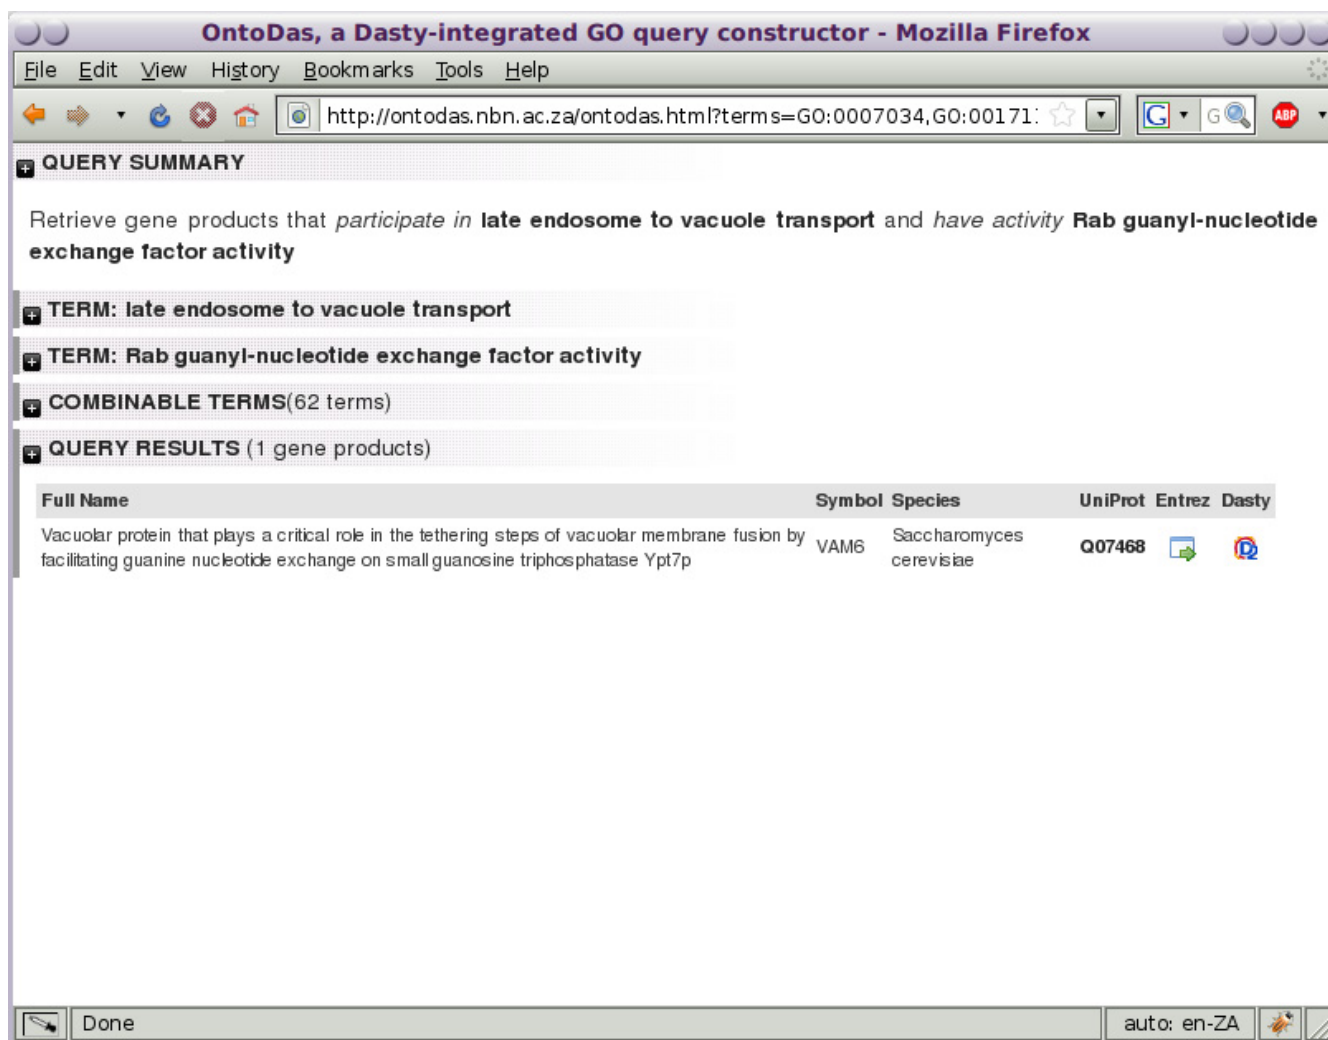 OntoDas, a Dasty-integrated GO query constructor - Mozilla Firefox
File Edit View History Bookmarks Tools Help
http://ontodas.nbn.ac.za/ontodas.html?terms=GO:0007034,GO:001711 G G ABP
QUERY SUMMARY
Retrieve gene products that participate in late endosome to vacuole transport and have activity Rab guanyl-nucleotide
exchange factor activity
TERM: late endosome to vacuole transport
TERM: Rab guanyl-nucleotide exchange factor activity
COMBINABLE TERMS(62 terms)
QUERY RESULTS (1 gene products)
Full Name Symbol Species UniProt Entrez Dasty
Vacuolar protein that plays a critical role in the tethering steps of vacuolar membrane fusion by
facilitating guanine nucleotide exchange on small guanosine triphosphatase Ypt7p
VAM6
Saccharomyces
cerevisiae
Q07468
Done auto: en-ZA